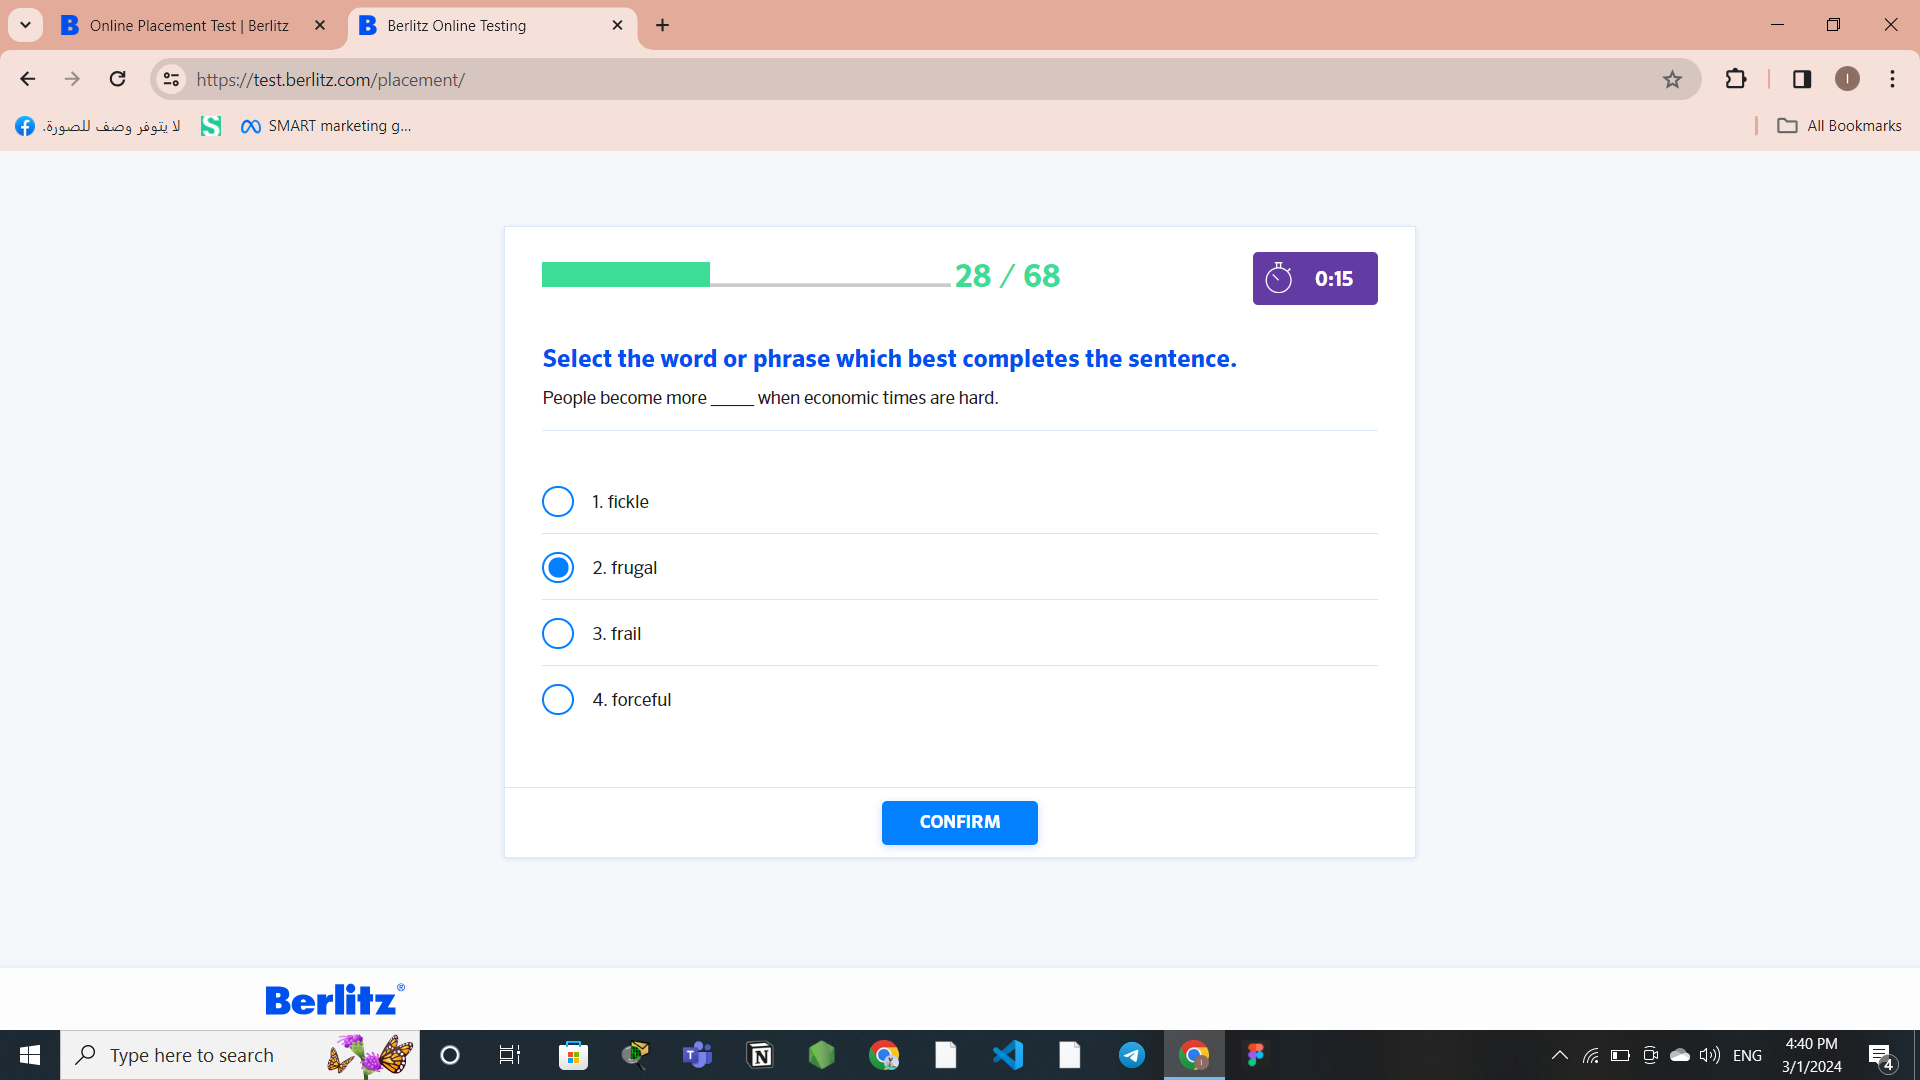 Online Placement Test | Berlitz
Berlitz Online Testing
https://test.berlitz.com/placement/
لا يتوفر وصف للصورة.
SMART marketing g...
All Bookmarks
28 / 68
0:15
Select the word or phrase which best completes the sentence.
People become more _____ when economic times are hard.
1. fickle
2. frugal
3. frail
4. forceful
CONFIRM
Berlitz®
Type here to search
ENG
4:40 PM
3/1/2024
4